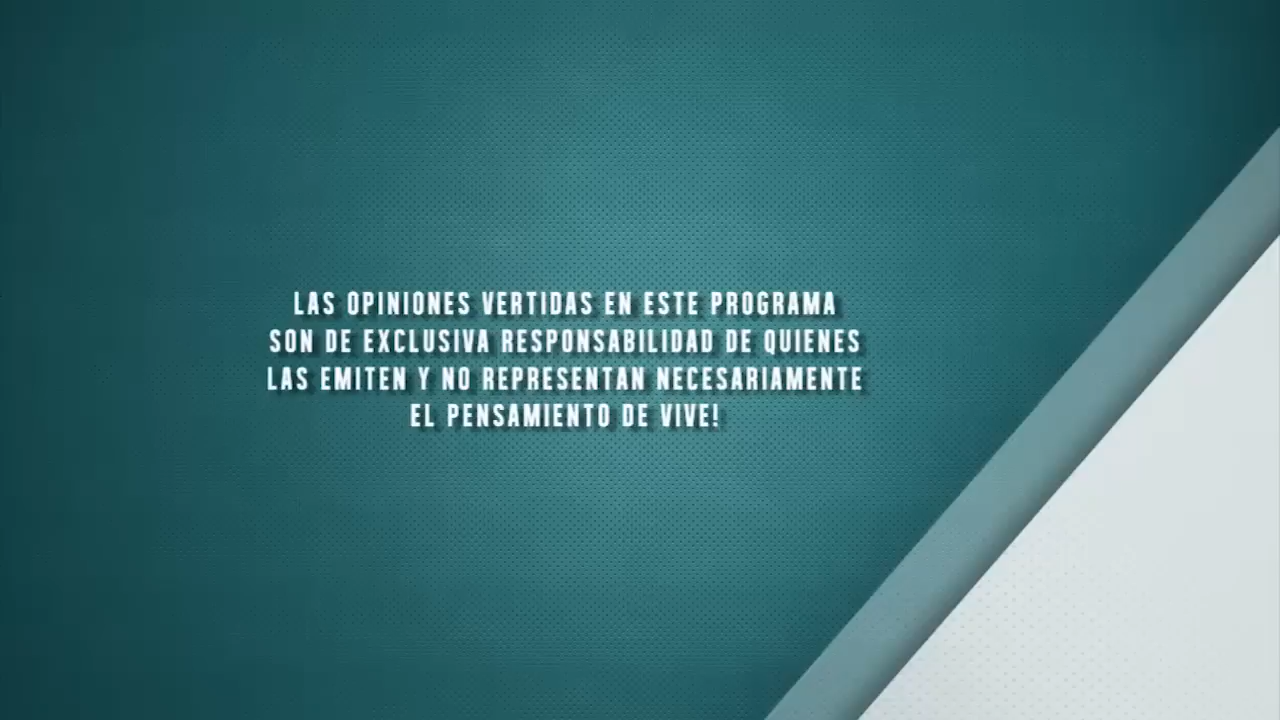 LAS OPINIONES VERTIDAS EN ESTE PROGRAMA
SON DE EXCLUSIVA RESPONSABILIDAD DE QUIENES
LAS EMITEN Y NO REPRESENTAN NECESARIAMENTE
EL PENSAMIENTO DE VIVE!